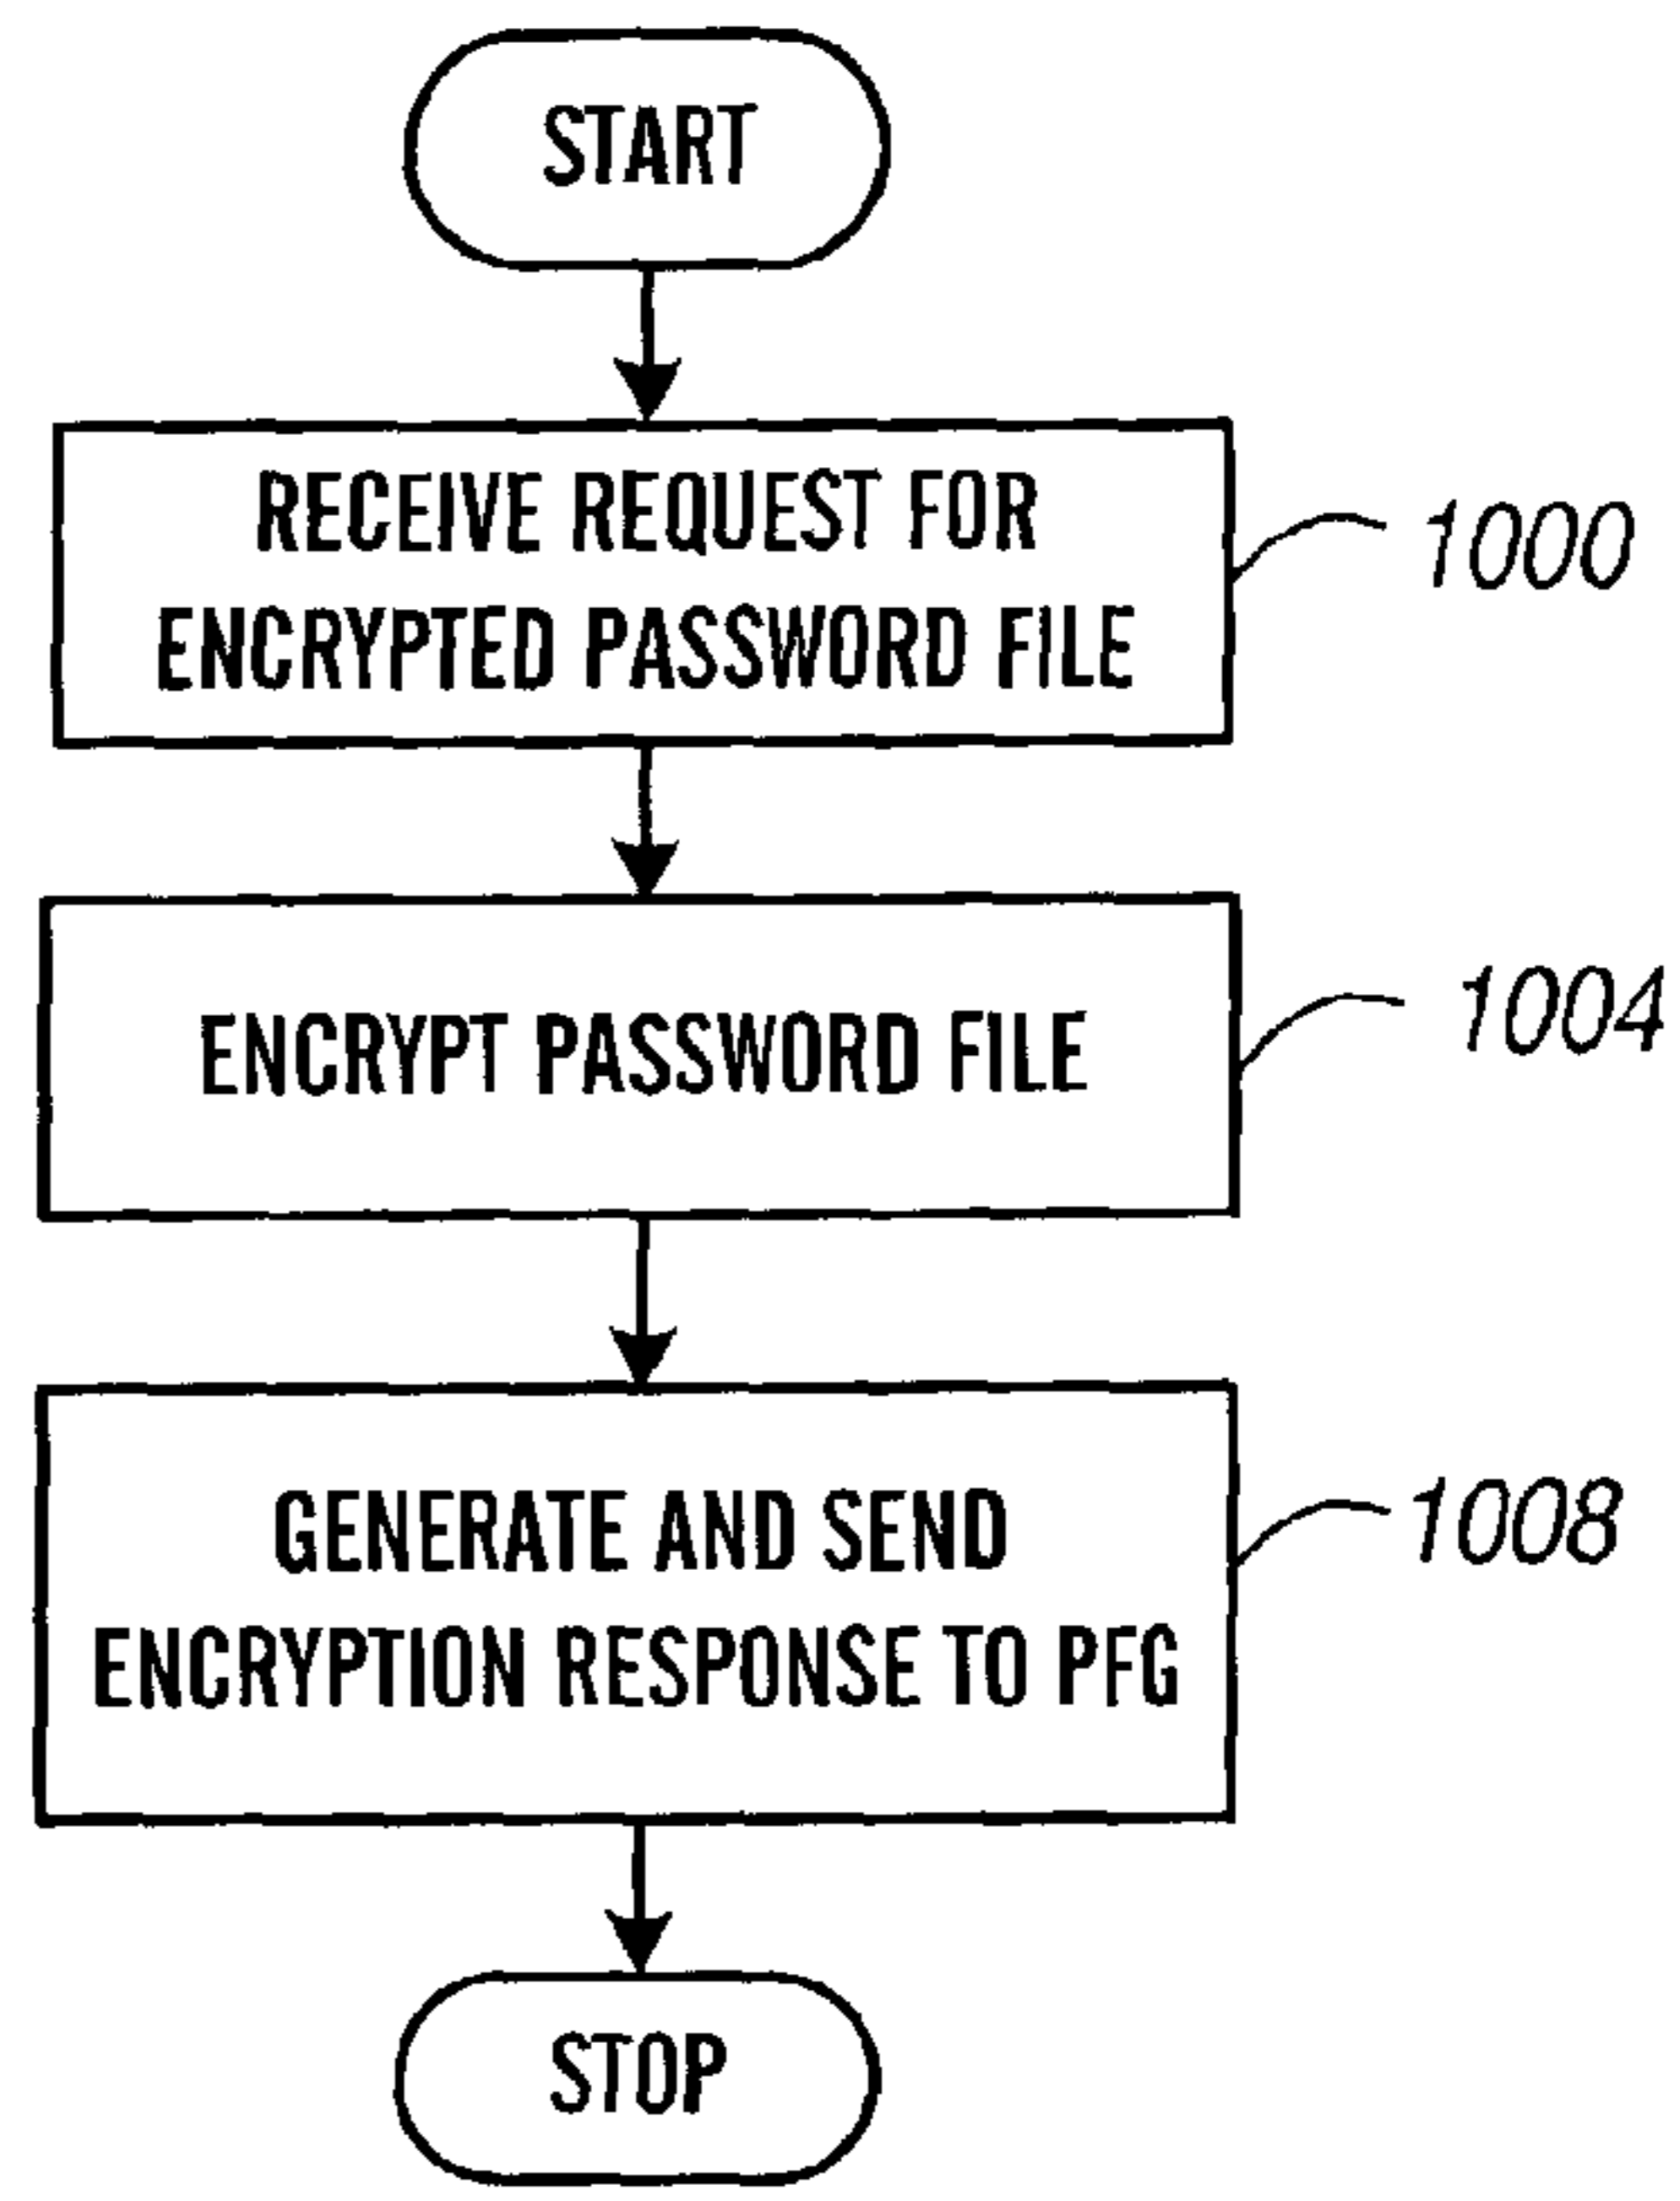 START
RECEIVE REQUEST FOR
ENCRYPTED PASSWORD FILE
1000
ENCRYPT PASSWORD FILE
1004
GENERATE AND SEND
ENCRYPTION RESPONSE TO PFG
1008
STOP